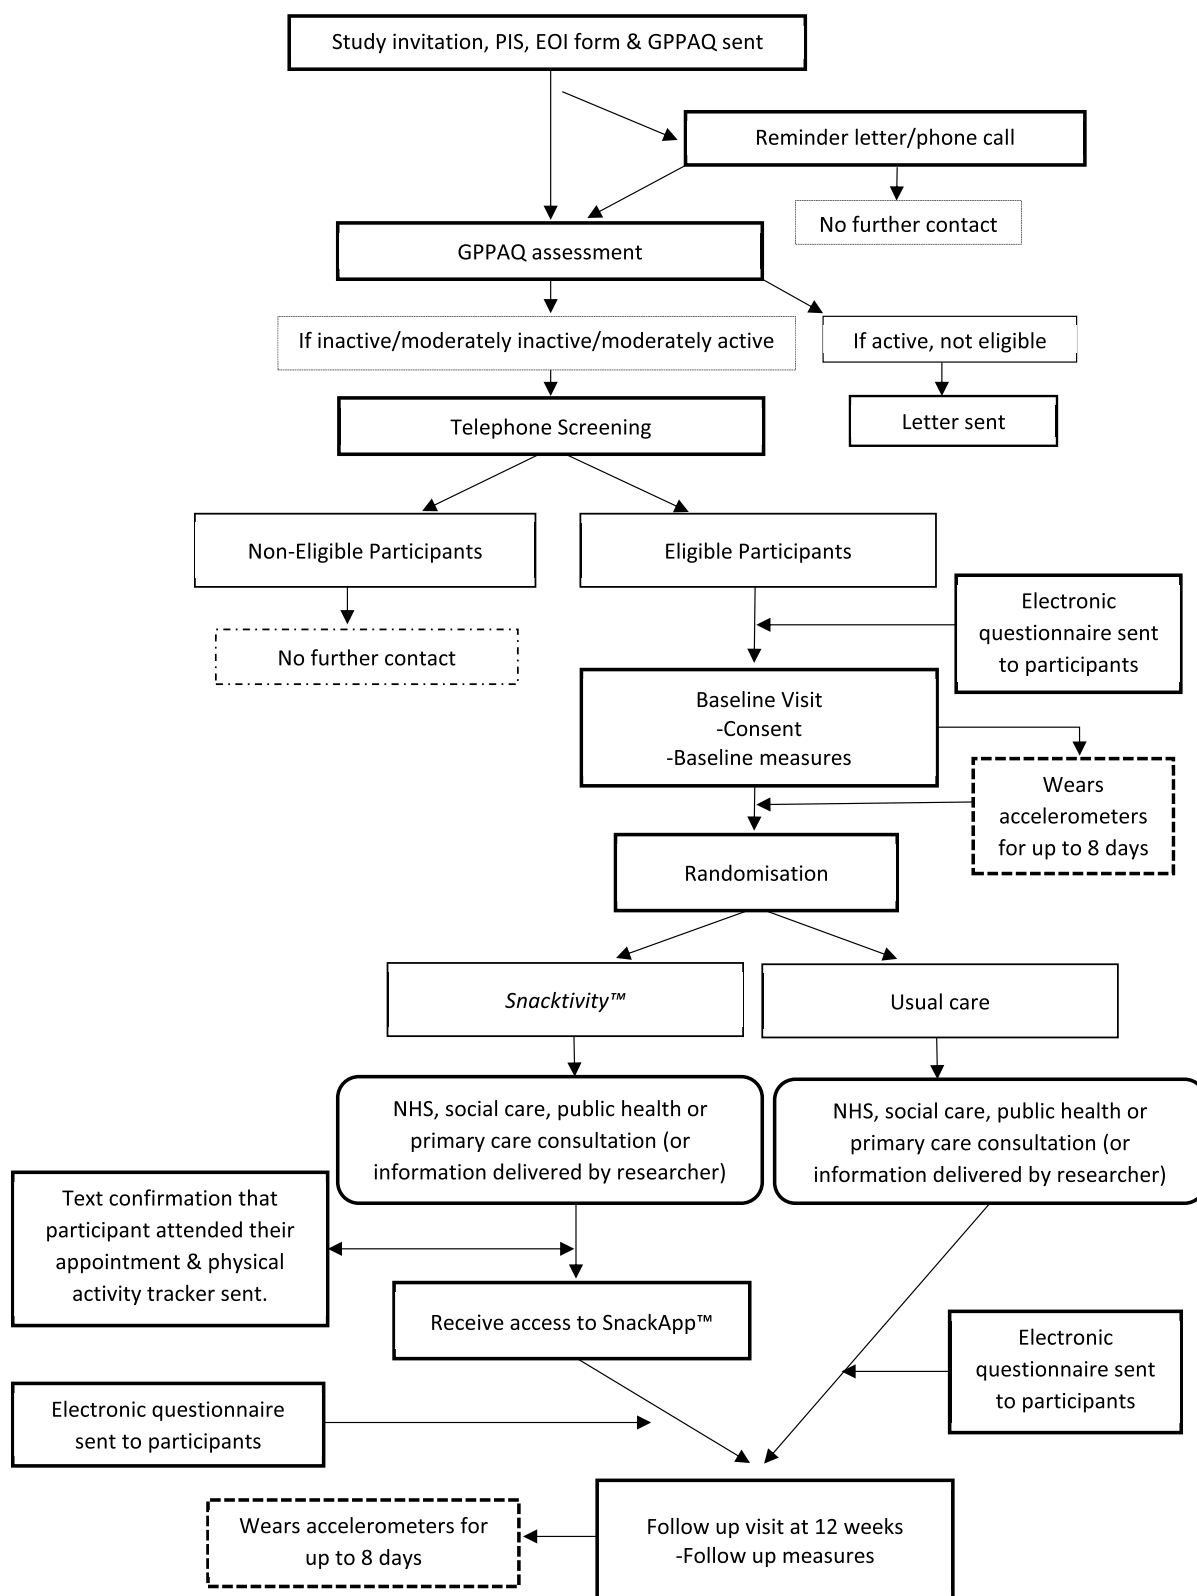 Study invitation, PIS, EOI form & GPPAQ sent
Reminder letter/phone call
No further contact
GPPAQ assessment
If inactive/moderately inactive/moderately active
If active, not eligible
Letter sent
Telephone Screening
Non-Eligible Participants
Eligible Participants
No further contact
Electronic
questionnaire sent
to participants
Baseline Visit
-Consent
-Baseline measures
Wears
accelerometers
for up to 8 days
Randomisation
Snacktivity™
Usual care
NHS, social care, public health or
primary care consultation (or
information delivered by researcher)
NHS, social care, public health or
primary care consultation (or
information delivered by researcher)
Text confirmation that
participant attended their
appointment & physical
activity tracker sent.
Receive access to SnackApp™
Electronic
questionnaire sent
to participants
Electronic questionnaire
sent to participants
Wears accelerometers for
up to 8 days
Follow up visit at 12 weeks
-Follow up measures